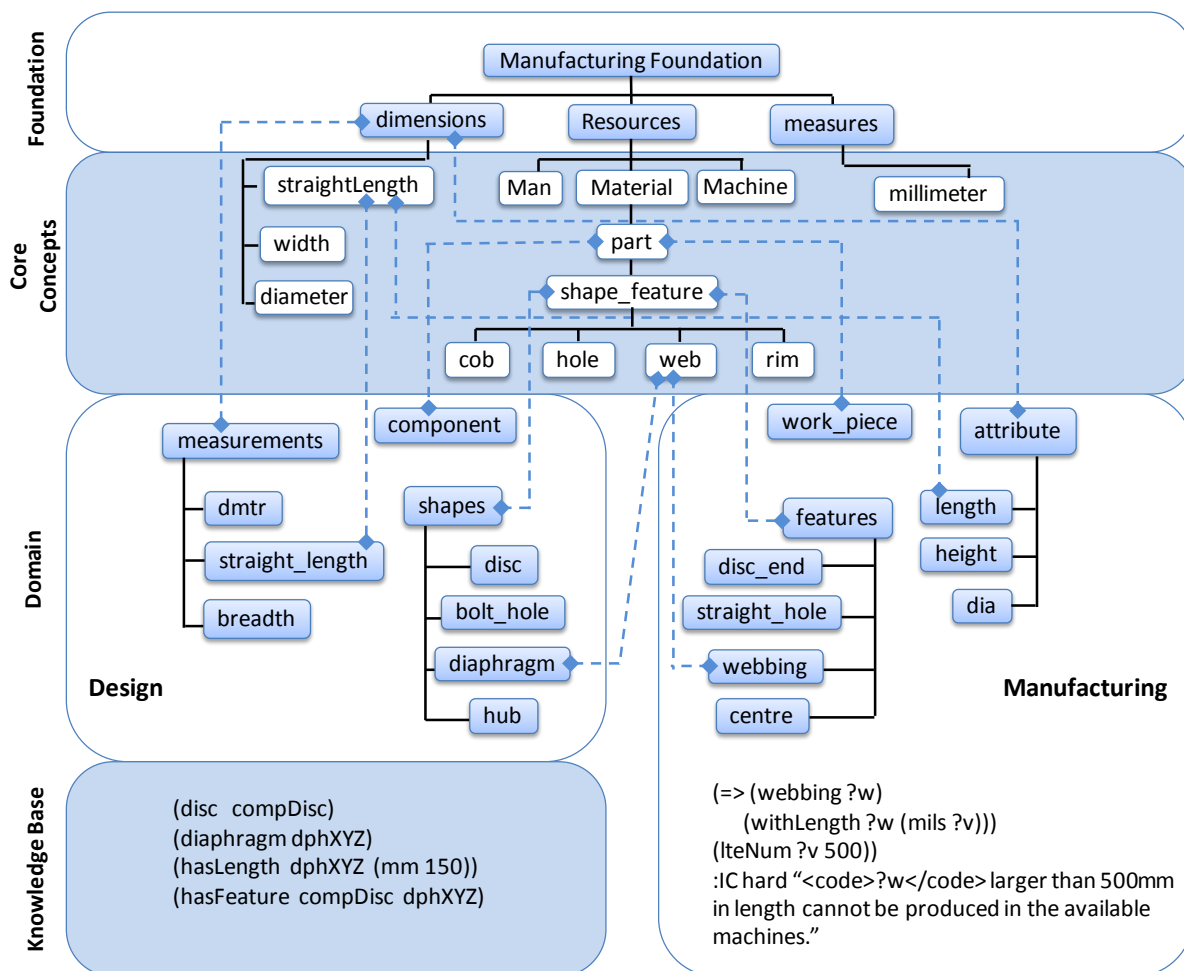 Foundation
Manufacturing Foundation
dimensions
Resources
measures
Core
Concepts
straightLength
Man
Material
Machine
millimeter
width
part
diameter
shape_feature
cob
hole
web
rim
Domain
measurements
component
work_piece
attribute
dmtr
shapes
features
length
straight_length
disc
disc_end
height
breadth
bolt_hole
straight_hole
dia
diaphragm
webbing
Design
Manufacturing
hub
centre
Knowledge Base
(disc compDisc)
(diaphragm dphXYZ)
(hasLength dphXYZ (mm 150))
(hasFeature compDisc dphXYZ)
(=> (webbing ?w)
(withLength ?w (mils ?v)))
(lteNum ?v 500))
:IC hard “<code>?w</code> larger than 500mm
in length cannot be produced in the available
machines.”